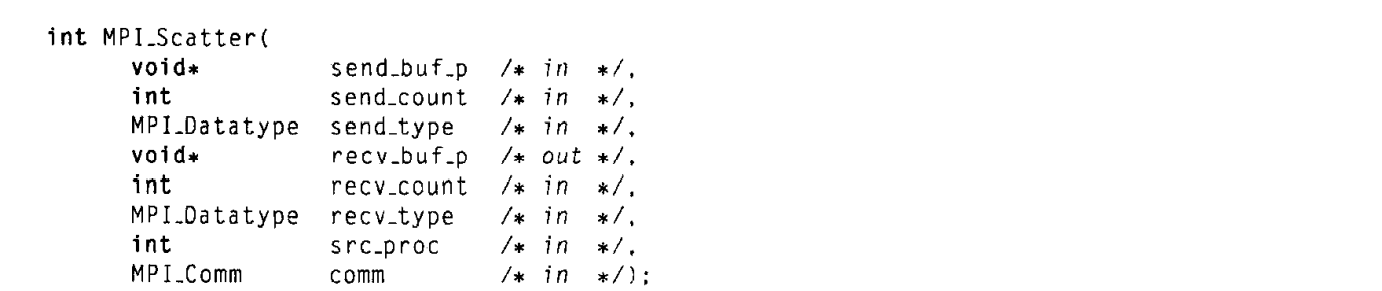 int MPI_Scatter(
void* send_buf_p /* in */,
int send_count /* in */,
MPI_Datatype send_type /* in */,
void* recv_buf_p /* out */,
int recv_count /* in */,
MPI_Datatype recv_type /* in */,
int src_proc /* in */,
MPI_Comm comm /* in */);